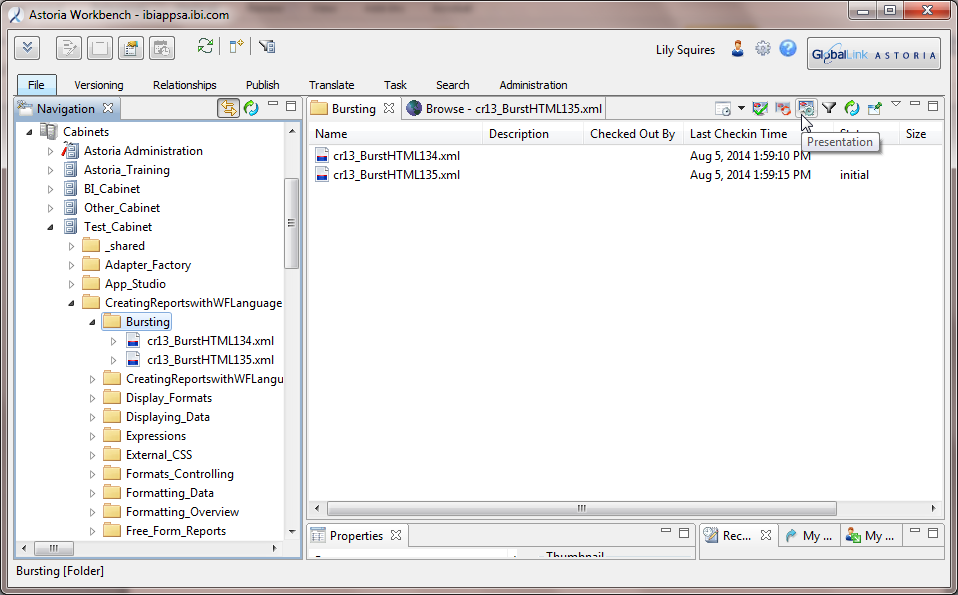 Astoria Workbench - ibiappsa.ibi.com
Lily Squires
GlobalLink ASTORIA
File Versioning Relationships Publish Translate Task Search Administration
Navigation
Cabinets
Astoria Administration
Astoria_Training
BI_Cabinet
Other_Cabinet
Test_Cabinet
_shared
Adapter_Factory
App_Studio
CreatingReportswithWFLanguage
Bursting
cr13_BurstHTML134.xml
cr13_BurstHTML135.xml
CreatingReportswithWFLangu
Display_Formats
Displaying_Data
Expressions
External_CSS
Formats_Controlling
Formatting_Data
Formatting_Overview
Free_Form_Reports
Bursting Browse - cr13_BurstHTML135.xml
Name Description Checked Out By Last Checkin Time Size
Presentation
cr13_BurstHTML134.xml Aug 5, 2014 1:59:10 PM
cr13_BurstHTML135.xml Aug 5, 2014 1:59:15 PM initial
Properties
Thumbnail
Rec... My ... My ...
Bursting [Folder]